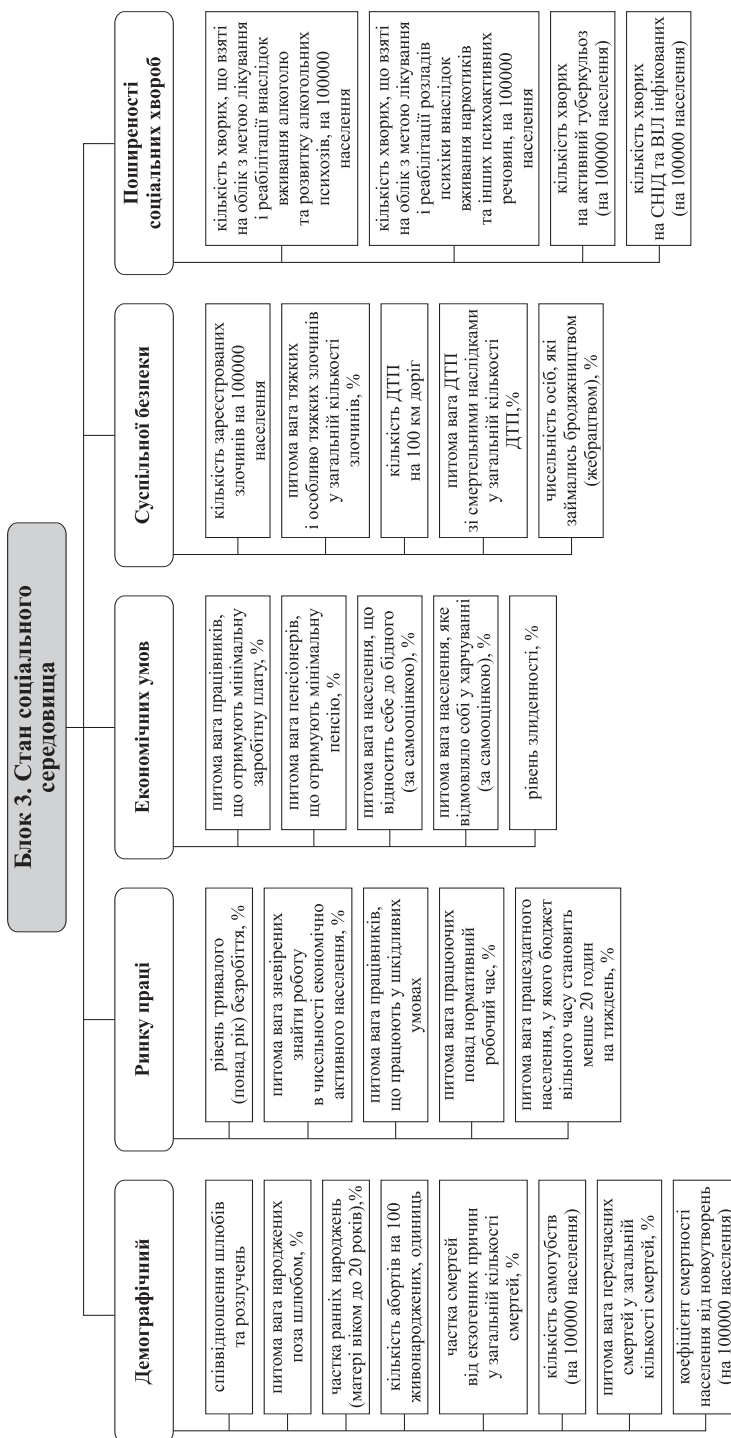 Блок 3. Стан соціального
середовища
Демографічний
співвідношення шлюбів
та розлучень
питома вага народжених
поза шлюбом, %
частка ранніх народжень
(матері віком до 20 років),%
кількість абортів на 100
живонароджених, одиниць
частка смертей
від екзогенних причин
у загальній кількості
смертей, %
кількість самогубств
(на 100000 населення)
питома вага передчасних
смертей у загальній
кількості смертей, %
коефіцієнт смертності
населення від новоутворень
(на 100000 населення)
Ринку праці
рівень тривалого
(понад рік) безробіття, %
питома вага зневірених
знайти роботу
в чисельності економічно
активного населення, %
питома вага працівників,
що працюють у шкідливих
умовах
питома вага працюючих
понад нормативний
робочий час, %
питома вага працездатного
населення, у якого бюджет
вільного часу становить
менше 20 годин
на тиждень, %
Економічних умов
питома вага працівників,
що отримують мінімальну
заробітну плату, %
питома вага пенсіонерів,
що отримують мінімальну
пенсію, %
питома вага населення, що
відносить себе до бідного
(за самооцінкою), %
питома вага населення, яке
відмовляло собі у харчуванні
(за самооцінкою), %
рівень злиденності, %
Суспільної безпеки
кількість зареєстрованих
злочинів на 100000
населення
питома вага тяжких
і особливо тяжких злочинів
у загальній кількості
злочинів, %
кількість ДТП
на 100 км доріг
питома вага ДТП
зі смертельними наслідками
у загальній кількості
ДТП,%
чисельність осіб, які
займались бродяжництвом
(жебрацтвом), %
Поширеності
соціальних хвороб
кількість хворих, що взяті
на облік з метою лікування
і реабілітації внаслідок
вживання алкоголю
та розвитку алкогольних
психозів, на 100000
населення
кількість хворих, що взяті
на облік з метою лікування
і реабілітації розладів
психіки внаслідок
вживання наркотиків
та інших психоактивних
речовин, на 100000
населення
кількість хворих
на активний туберкульоз
(на 100000 населення)
кількість хворих
на СНІД та ВІЛ інфікованих
(на 100000 населення)